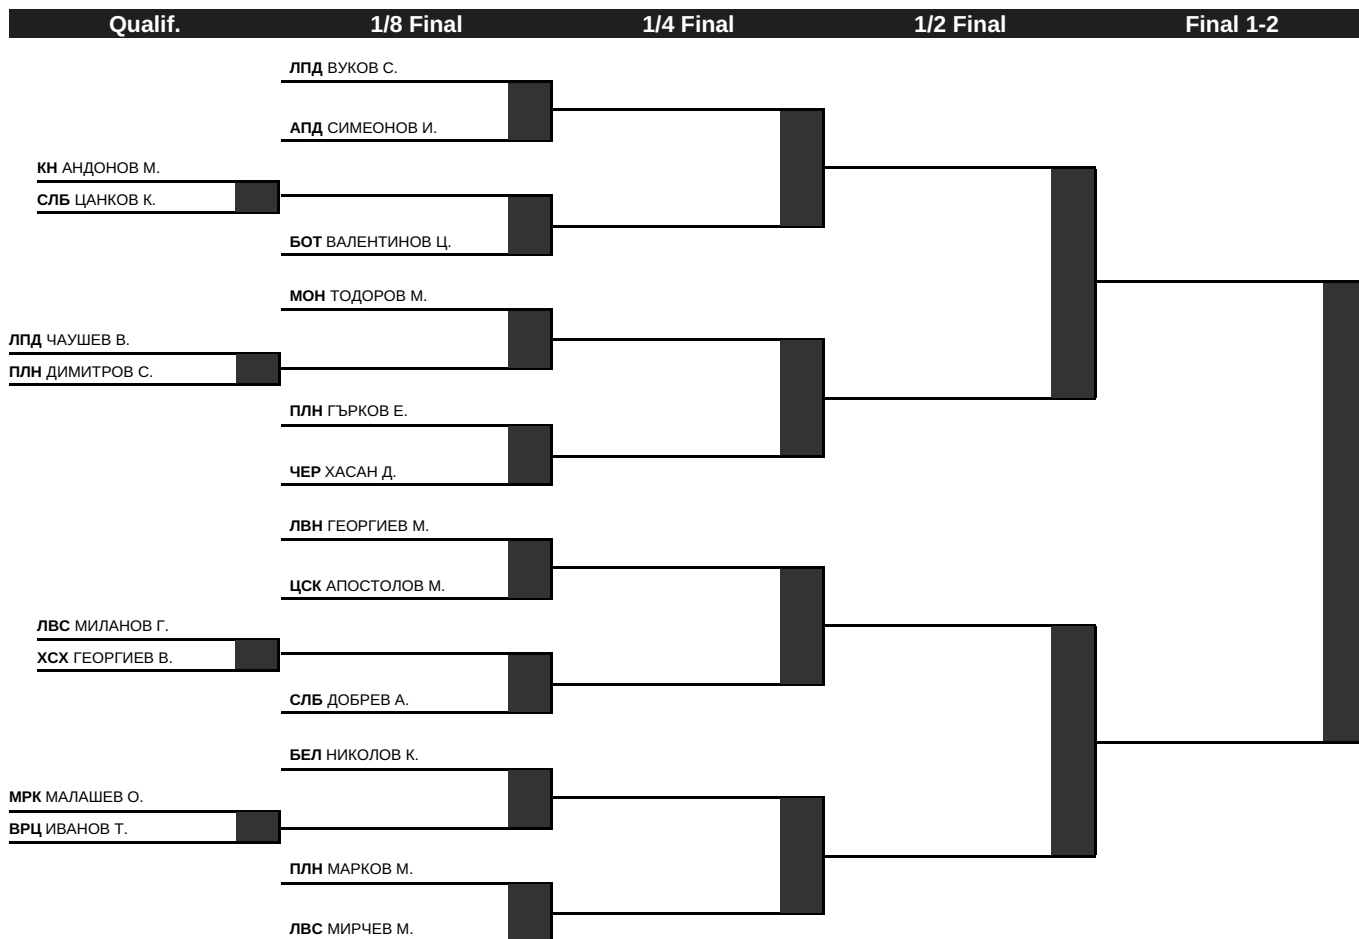 Qualif. 1/8 Final 1/4 Final 1/2 Final Final 1-2
ЛПД ВУКОВ С.
АПД СИМЕОНОВ И.
КН АНДОНОВ М.
СЛБ ЦАНКОВ К.
БОТ ВАЛЕНТИНОВ Ц.
МОН ТОДОРОВ М.
ЛПД ЧАУШЕВ В.
ПЛН ДИМИТРОВ С.
ПЛН ГЪРКОВ Е.
ЧЕР ХАСАН Д.
ЛВН ГЕОРГИЕВ М.
ЦСК АПОСТОЛОВ М.
ЛВС МИЛАНОВ Г.
ХСХ ГЕОРГИЕВ В.
СЛБ ДОБРЕВ А.
БЕЛ НИКОЛОВ К.
МРК МАЛАШЕВ О.
ВРЦ ИВАНОВ Т.
ПЛН МАРКОВ М.
ЛВС МИРЧЕВ М.